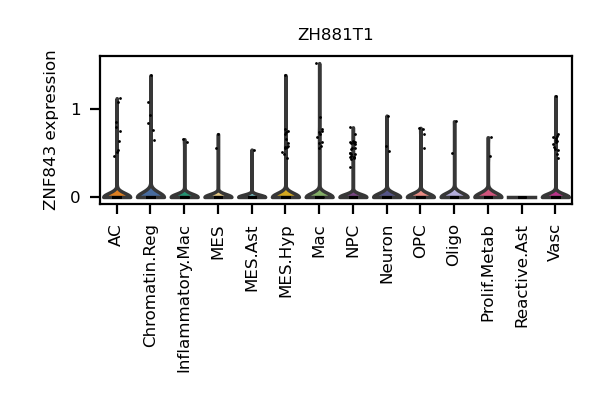 ZH881T1
ZNF843 expression
1
0
AC
Chromatin.Reg
Inflammatory.Mac
MES
MES.Ast
MES.Hyp
Mac
NPC
Neuron
OPC
Oligo
Prolif.Metab
Reactive.Ast
Vasc